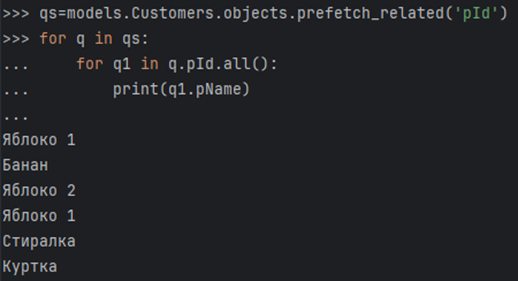 >>> qs=models.Customers.objects.prefetch_related('pId')
>>> for q in qs:
...     for q1 in q.pId.all():
...         print(q1.pName)
...
Яблоко 1
Банан
Яблоко 2
Яблоко 1
Стиралка
Куртка